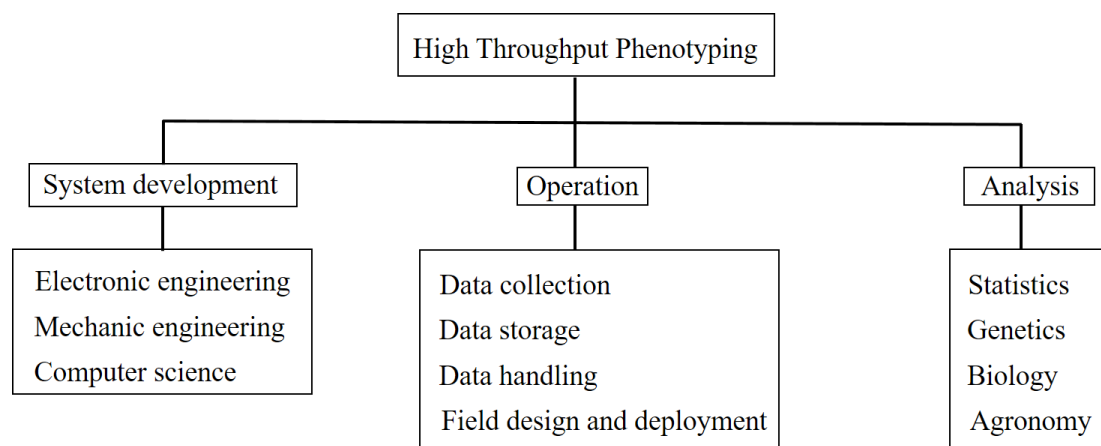 High Throughput Phenotyping
System development
Operation
Analysis
Electronic engineering
Mechanic engineering
Computer science
Data collection
Data storage
Data handling
Field design and deployment
Statistics
Genetics
Biology
Agronomy